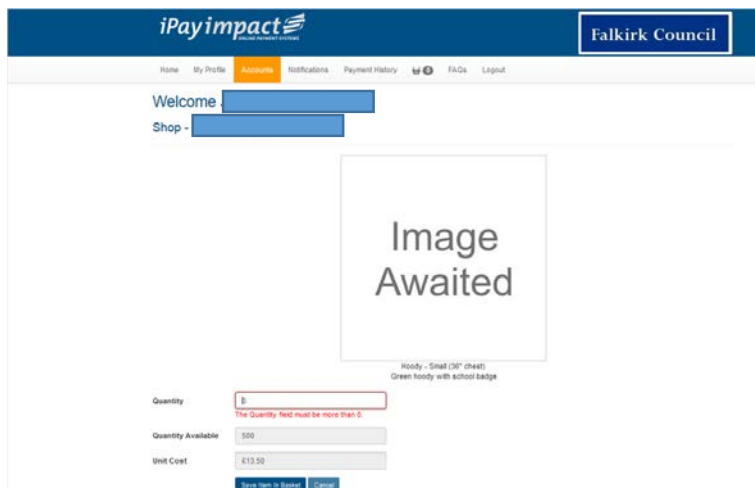 iPayimpact
ONLINE PAYMENT SYSTEMS
Falkirk Council
Home My Profile Accounts Notifications Payment History 0 FAQs Logout
Welcome
Shop -
Image
Awaited
Hoody - Small (36" chest)
Green hoody with school badge
Quantity 0
The Quantity field must be more than 0.
Quantity Available 500
Unit Cost £13.50
Save Item In Basket Cancel